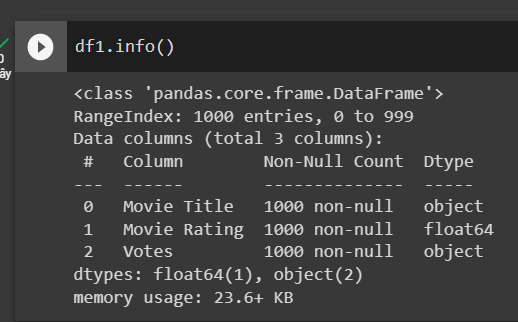 df1.info()
0
ây
<class 'pandas.core.frame.DataFrame'>
RangeIndex: 1000 entries, 0 to 999
Data columns (total 3 columns):
 #   Column        Non-Null Count  Dtype
---  ------        --------------  -----
 0   Movie Title   1000 non-null   object
 1   Movie Rating  1000 non-null   float64
 2   Votes         1000 non-null   object
dtypes: float64(1), object(2)
memory usage: 23.6+ KB